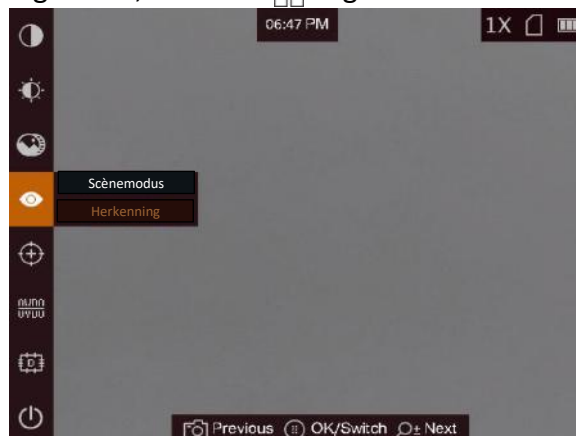 06:47 PM
1X
Scènemodus
Herkenning
Previous OK/Switch Next